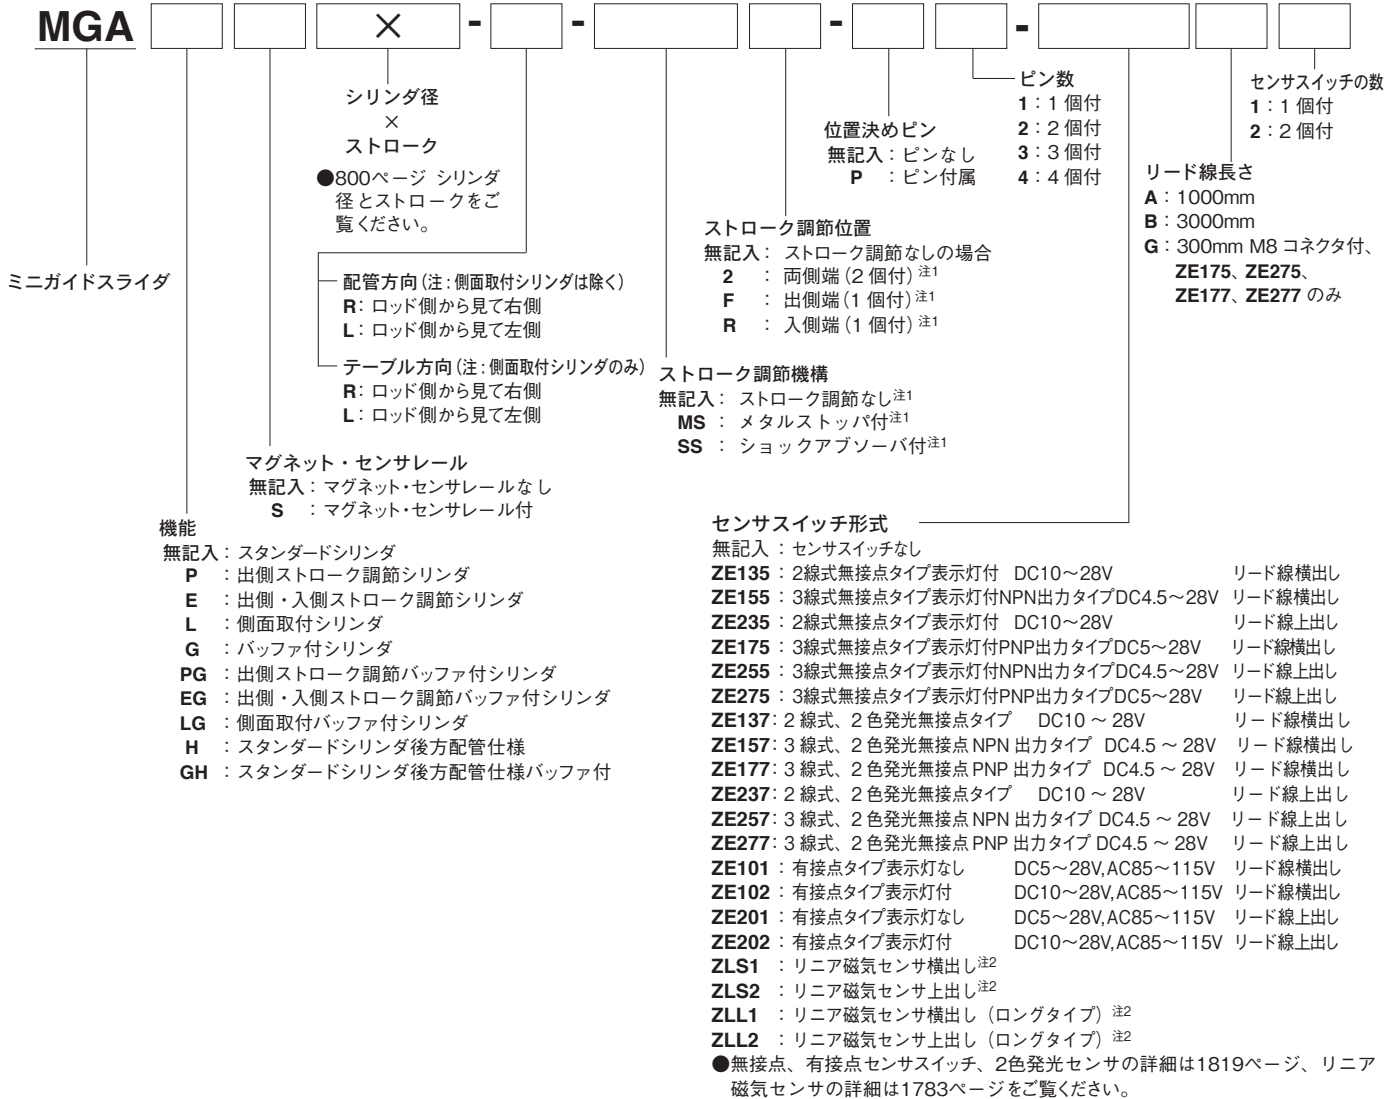 MGA × - - - -
ミニガイドスライダ
シリンダ径
×
ストローク
●800ページ シリンダ
径とストロークをご
覧ください。
配管方向(注：側面取付シリンダは除く)
R：ロッド側から見て右側
L：ロッド側から見て左側
テーブル方向(注：側面取付シリンダのみ)
R：ロッド側から見て右側
L：ロッド側から見て左側
マグネット・センサレール
無記入：マグネット・センサレールなし
S ：マグネット・センサレール付
機能
無記入：スタンダードシリンダ
P ：出側ストローク調節シリンダ
E ：出側・入側ストローク調節シリンダ
L ：側面取付シリンダ
G ：バッファ付シリンダ
PG ：出側ストローク調節バッファ付シリンダ
EG ：出側・入側ストローク調節バッファ付シリンダ
LG ：側面取付バッファ付シリンダ
H ：スタンダードシリンダ後方配管仕様
GH ：スタンダードシリンダ後方配管仕様バッファ付
ストローク調節機構
無記入： ストローク調節なし注1
MS ： メタルストッパ付注1
SS ： ショックアブソーバ付注1
ストローク調節位置
無記入： ストローク調節なしの場合
2 ： 両側端(2 個付)注1
F ： 出側端(1 個付)注1
R ： 入側端(1 個付)注1
位置決めピン
無記入：ピンなし
P ：ピン付属
ピン数
1：1 個付
2：2 個付
3：3 個付
4：4 個付
リード線長さ
A：1000mm
B：3000mm
G：300mm M8 コネクタ付、
ZE175、ZE275、
ZE177、ZE277 のみ
センサスイッチの数
1：1 個付
2：2 個付
センサスイッチ形式
無記入：センサスイッチなし
ZE135：2線式無接点タイプ表示灯付 DC10〜28V リード線横出し
ZE155：3線式無接点タイプ表示灯付NPN出力タイプDC4.5〜28V リード線横出し
ZE235：2線式無接点タイプ表示灯付 DC10〜28V リード線上出し
ZE175：3線式無接点タイプ表示灯付PNP出力タイプDC5〜28V リード線横出し
ZE255：3線式無接点タイプ表示灯付NPN出力タイプDC4.5〜28V リード線上出し
ZE275：3線式無接点タイプ表示灯付PNP出力タイプDC5〜28V リード線上出し
ZE137：2 線式、2 色発光無接点タイプ DC10 〜 28V リード線横出し
ZE157：3 線式、2 色発光無接点 NPN 出力タイプ DC4.5 〜 28V リード線横出し
ZE177：3 線式、2 色発光無接点 PNP 出力タイプ DC4.5 〜 28V リード線横出し
ZE237：2 線式、2 色発光無接点タイプ DC10 〜 28V リード線上出し
ZE257：3 線式、2 色発光無接点 NPN 出力タイプ DC4.5 〜 28V リード線上出し
ZE277：3 線式、2 色発光無接点 PNP 出力タイプ DC4.5 〜 28V リード線上出し
ZE101：有接点タイプ表示灯なし DC5〜28V,AC85〜115V リード線横出し
ZE102：有接点タイプ表示灯付 DC10〜28V,AC85〜115V リード線横出し
ZE201：有接点タイプ表示灯なし DC5〜28V,AC85〜115V リード線上出し
ZE202：有接点タイプ表示灯付 DC10〜28V,AC85〜115V リード線上出し
ZLS1 ：リニア磁気センサ横出し注2
ZLS2 ：リニア磁気センサ上出し注2
ZLL1 ：リニア磁気センサ横出し（ロングタイプ）注2
ZLL2 ：リニア磁気センサ上出し（ロングタイプ）注2
●無接点、有接点センサスイッチ、2色発光センサの詳細は1819ページ、リニア
磁気センサの詳細は1783ページをご覧ください。